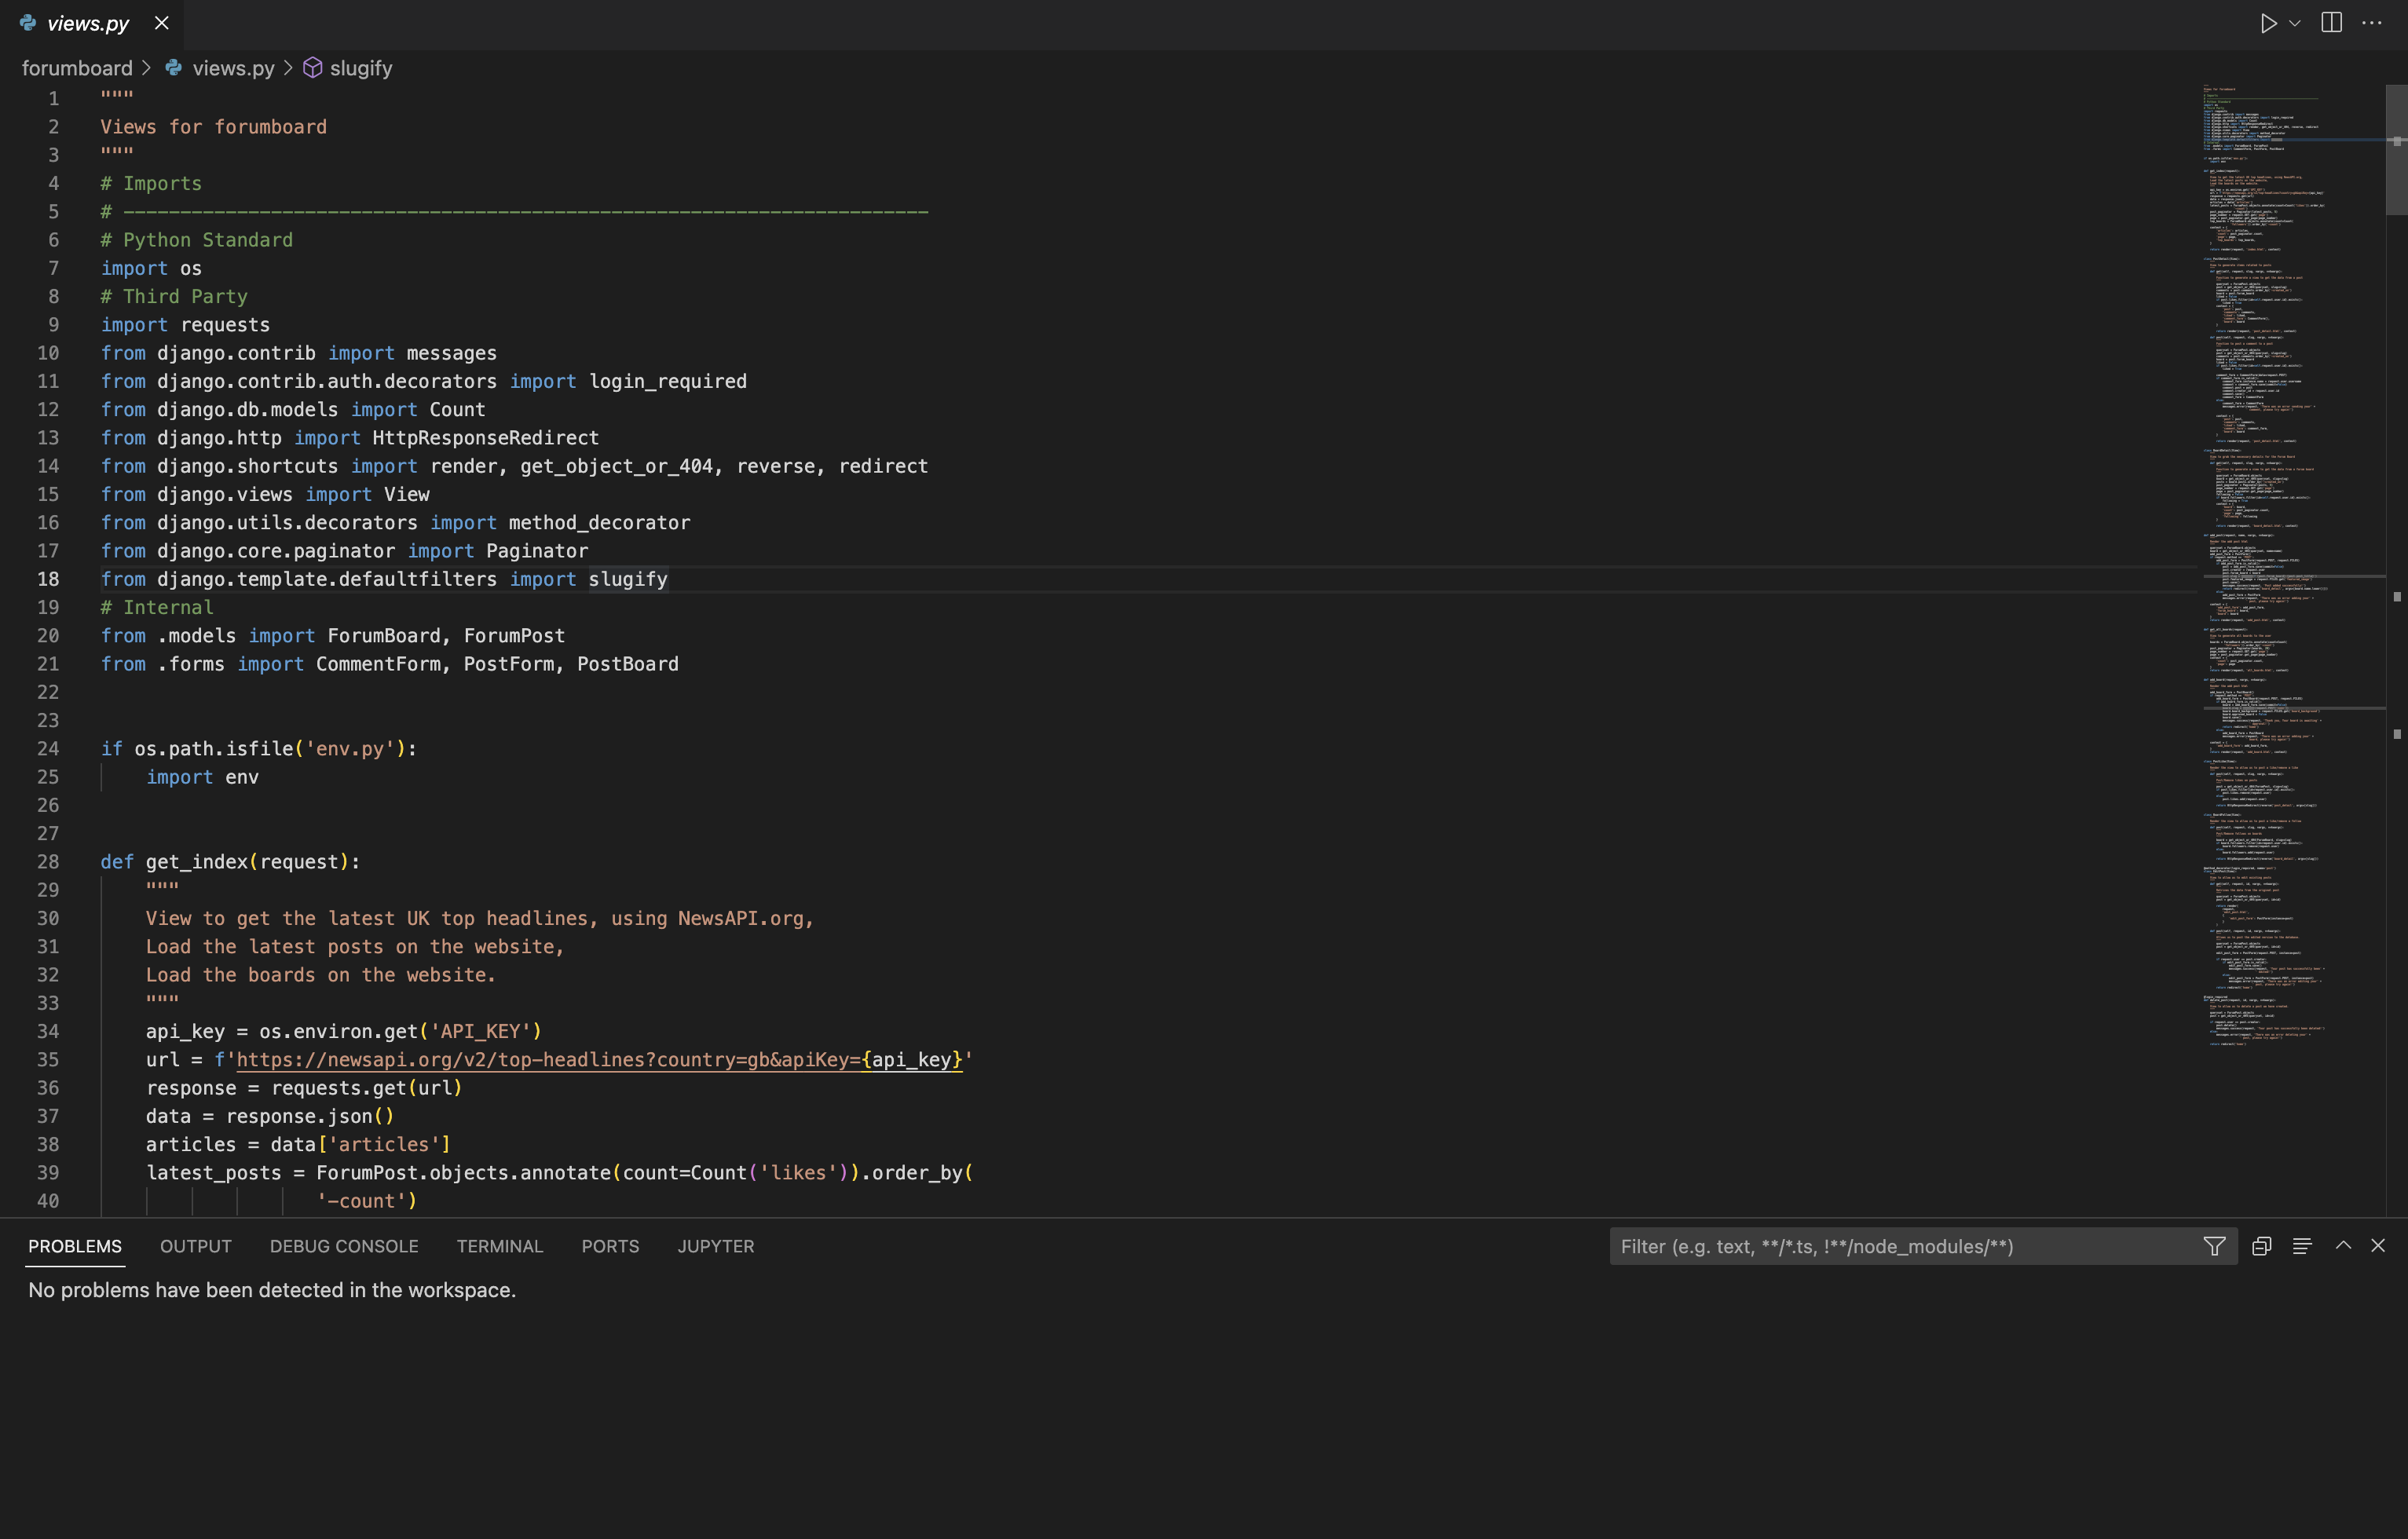 views.py
forumboard > views.py > slugify
1 """
2 Views for forumboard
3 """
4 # Imports
5 # -----------------------------------------------------------------------
6 # Python Standard
7 import os
8 # Third Party
9 import requests
10 from django.contrib import messages
11 from django.contrib.auth.decorators import login_required
12 from django.db.models import Count
13 from django.http import HttpResponseRedirect
14 from django.shortcuts import render, get_object_or_404, reverse, redirect
15 from django.views import View
16 from django.utils.decorators import method_decorator
17 from django.core.paginator import Paginator
18 from django.template.defaultfilters import slugify
19 # Internal
20 from .models import ForumBoard, ForumPost
21 from .forms import CommentForm, PostForm, PostBoard
22
23
24 if os.path.isfile('env.py'):
25     import env
26
27
28 def get_index(request):
29     """
30     View to get the latest UK top headlines, using NewsAPI.org,
31     Load the latest posts on the website,
32     Load the boards on the website.
33     """
34     api_key = os.environ.get('API_KEY')
35     url = f'https://newsapi.org/v2/top-headlines?country=gb&apiKey={api_key}'
36     response = requests.get(url)
37     data = response.json()
38     articles = data['articles']
39     latest_posts = ForumPost.objects.annotate(count=Count('likes')).order_by(
40                    '-count')
PROBLEMS OUTPUT DEBUG CONSOLE TERMINAL PORTS JUPYTER Filter (e.g. text, **/*.ts, !**/node_modules/**)
No problems have been detected in the workspace.